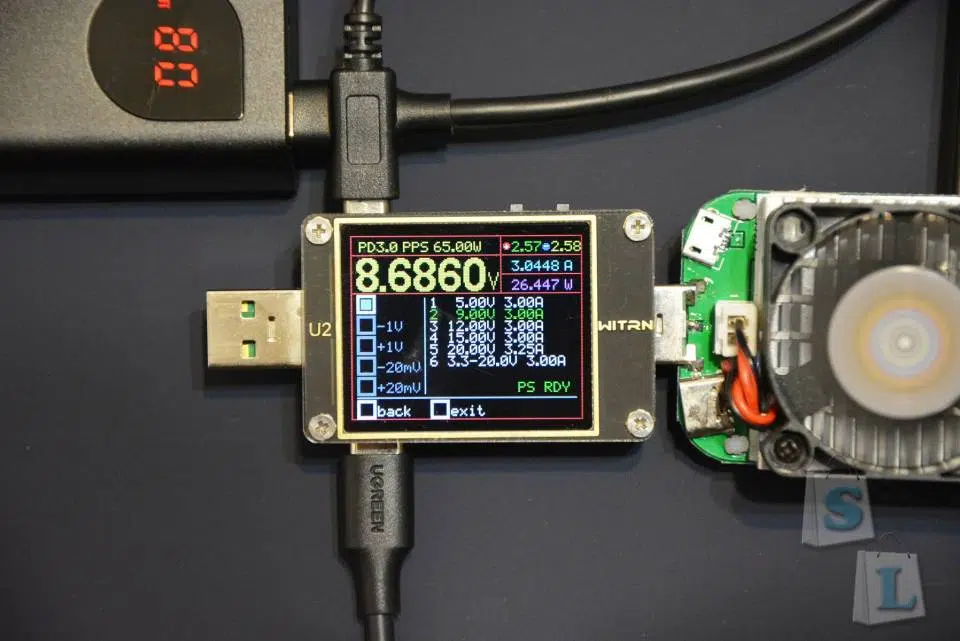 08
PD3.0 PPS 65.00W
+2.57 -2.58
8.6860V
3.0448 A
26.447 W
1 5.00V 3.00A
2 9.00V 3.00A
3 12.00V 3.00A
4 15.00V 3.00A
5 20.00V 3.25A
6 3.3-20.0V 3.00A
-1V
+1V
-20mV
+20mV
PS RDY
back exit
U2
WITRN
UGREEN
S
L